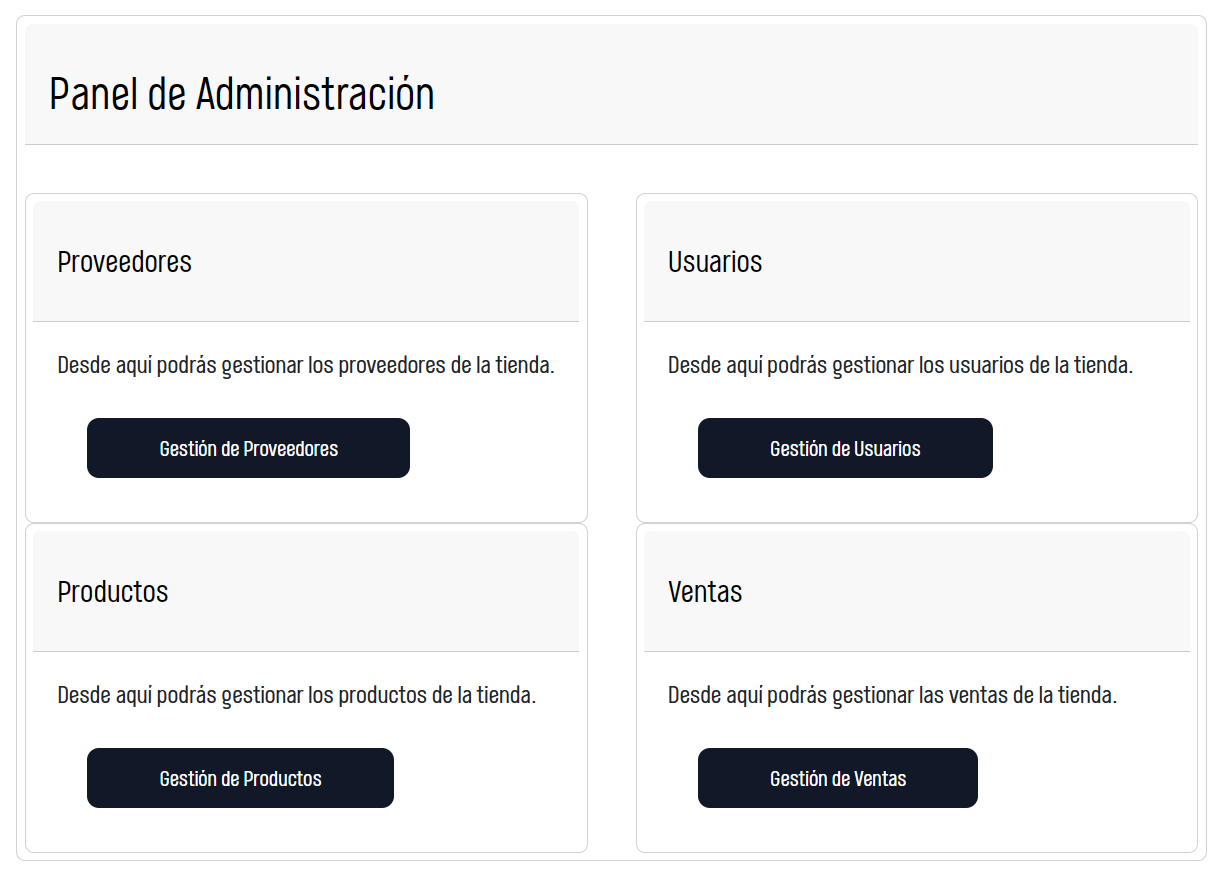 Panel de Administración
Proveedores
Desde aquí podrás gestionar los proveedores de la tienda.
Gestión de Proveedores
Usuarios
Desde aquí podrás gestionar los usuarios de la tienda.
Gestión de Usuarios
Productos
Desde aquí podrás gestionar los productos de la tienda.
Gestión de Productos
Ventas
Desde aquí podrás gestionar las ventas de la tienda.
Gestión de Ventas